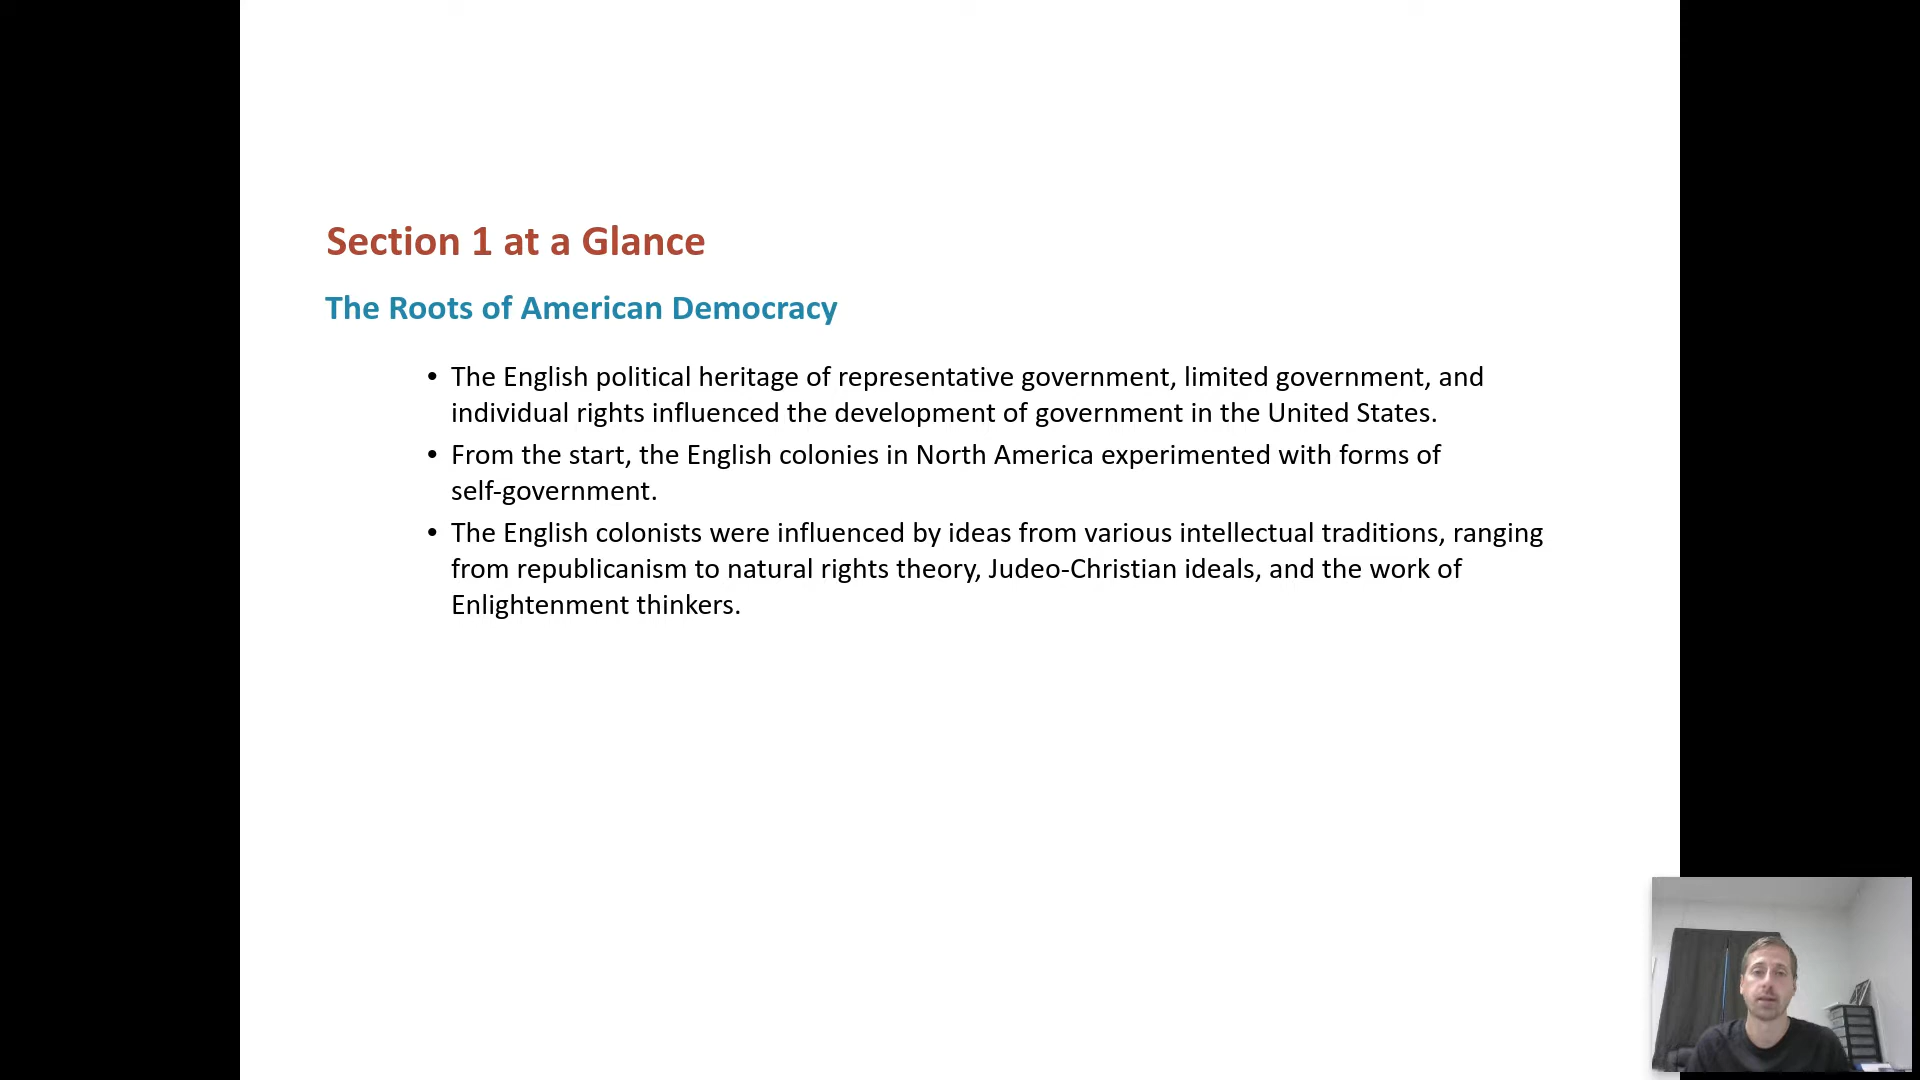 Section 1 at a Glance
The Roots of American Democracy
• The English political heritage of representative government, limited government, and
individual rights influenced the development of government in the United States.
• From the start, the English colonies in North America experimented with forms of
self-government.
• The English colonists were influenced by ideas from various intellectual traditions, ranging
from republicanism to natural rights theory, Judeo-Christian ideals, and the work of
Enlightenment thinkers.